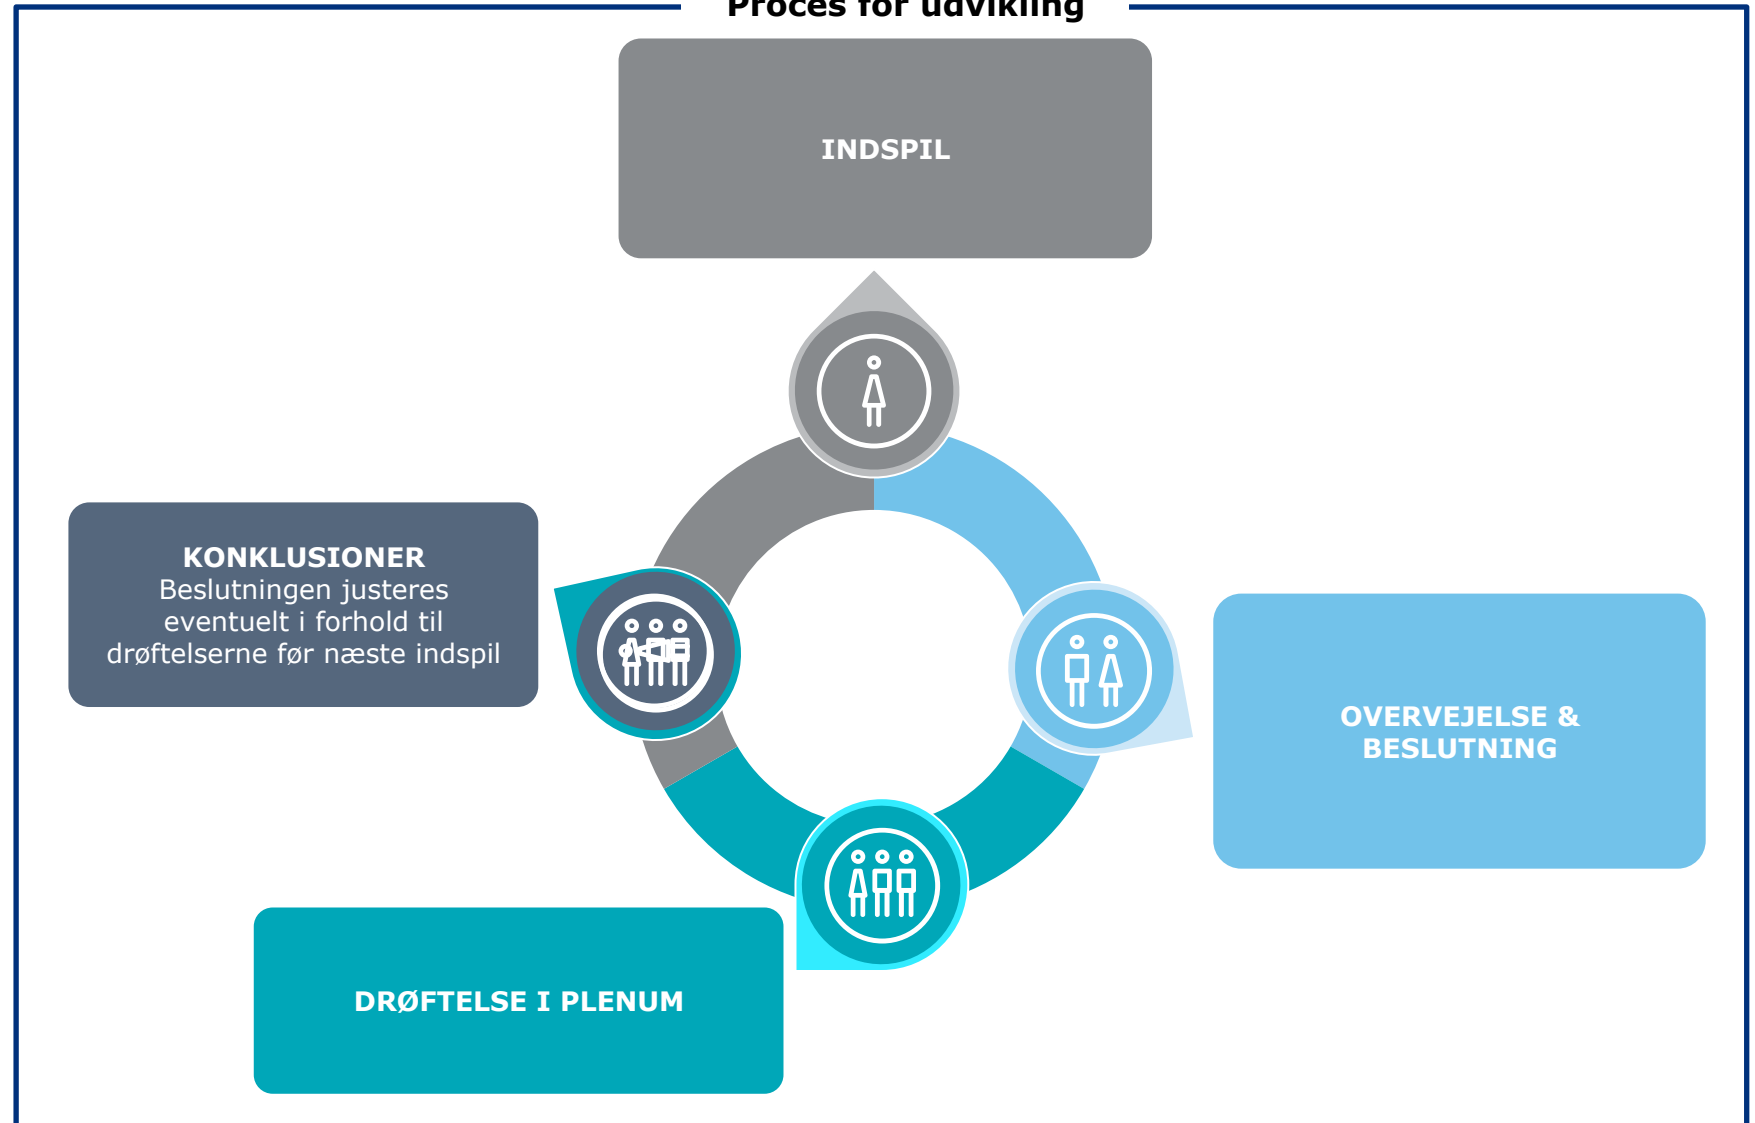 Proces for udvikling
INDSPIL
KONKLUSIONER
Beslutningen justeres
eventuelt i forhold til
drøftelserne før næste indspil
OVERVEJELSE &
BESLUTNING
DRØFTELSE I PLENUM